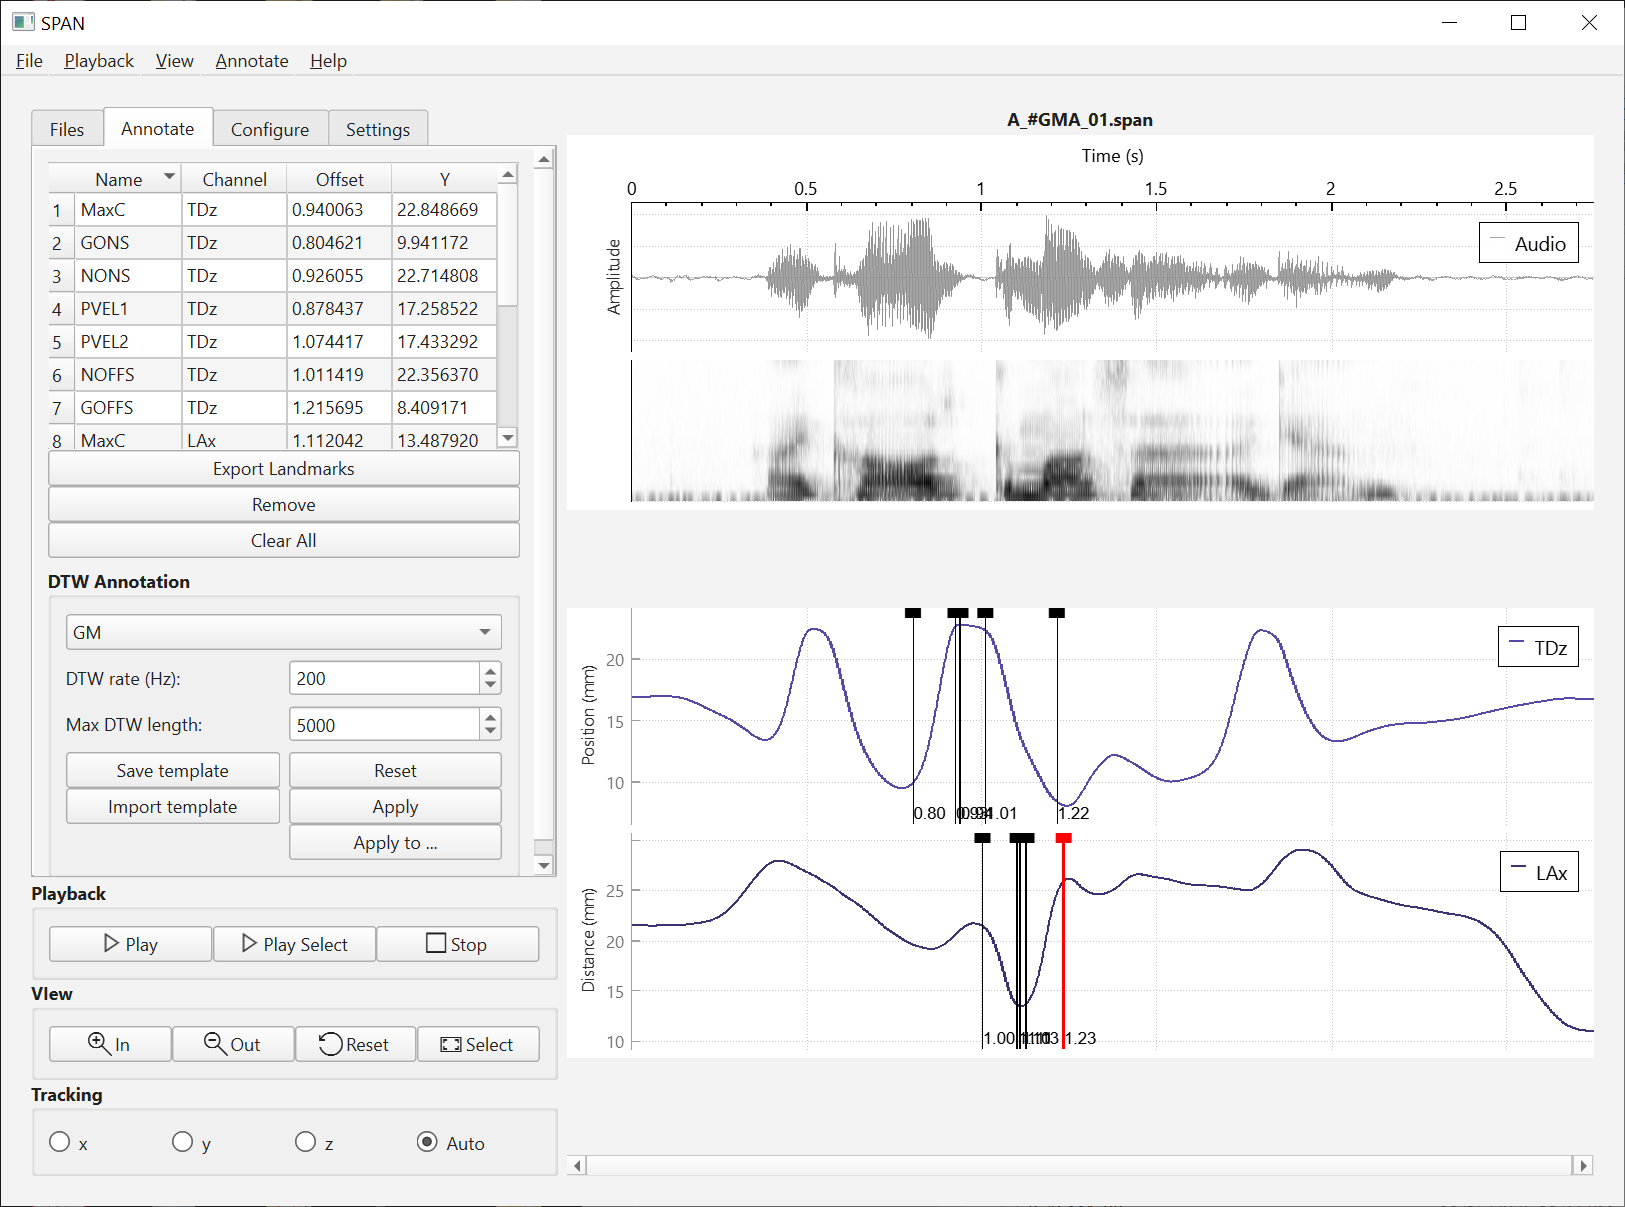 SPAN
File Playback View Annotate Help
Files Annotate Configure Settings
Name Channel Offset Y
1 MaxC TDz 0.940063 22.848669
2 GONS TDz 0.804621 9.941172
3 NONS TDz 0.926055 22.714808
4 PVEL1 TDz 0.878437 17.258522
5 PVEL2 TDz 1.074417 17.433292
6 NOFFS TDz 1.011419 22.356370
7 GOFFS TDz 1.215695 8.409171
8 MaxC LAx 1.112042 13.487920
Export Landmarks
Remove
Clear All
DTW Annotation
GM
DTW rate (Hz): 200
Max DTW length: 5000
Save template Reset
Import template Apply
Apply to ...
Playback
Play Play Select Stop
VIew
In Out Reset Select
Tracking
x y z Auto
A_#GMA_01.span
Time (s)
0 0.5 1 1.5 2 2.5
Amplitude
Audio
Position (mm)
20
15
10
TDz
0.80 1.01 1.22
Distance (mm)
25
20
15
10
LAx
1.00 1.23